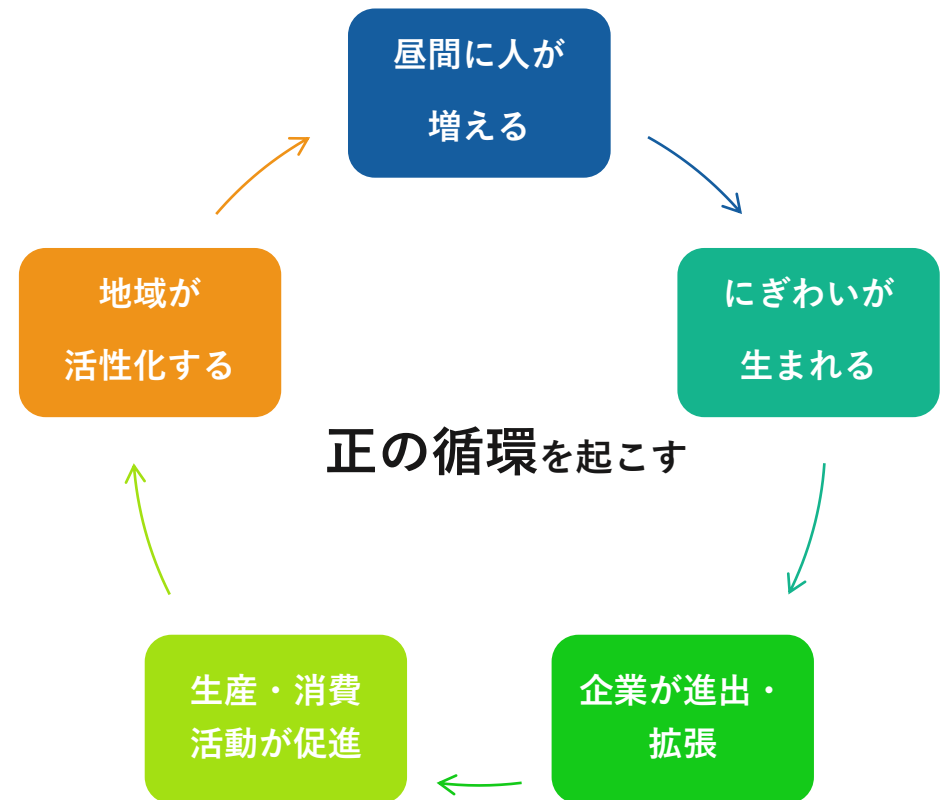 昼間に人が
増える
にぎわいが
生まれる
企業が進出・
拡張
生産・消費
活動が促進
地域が
活性化する
正の循環を起こす